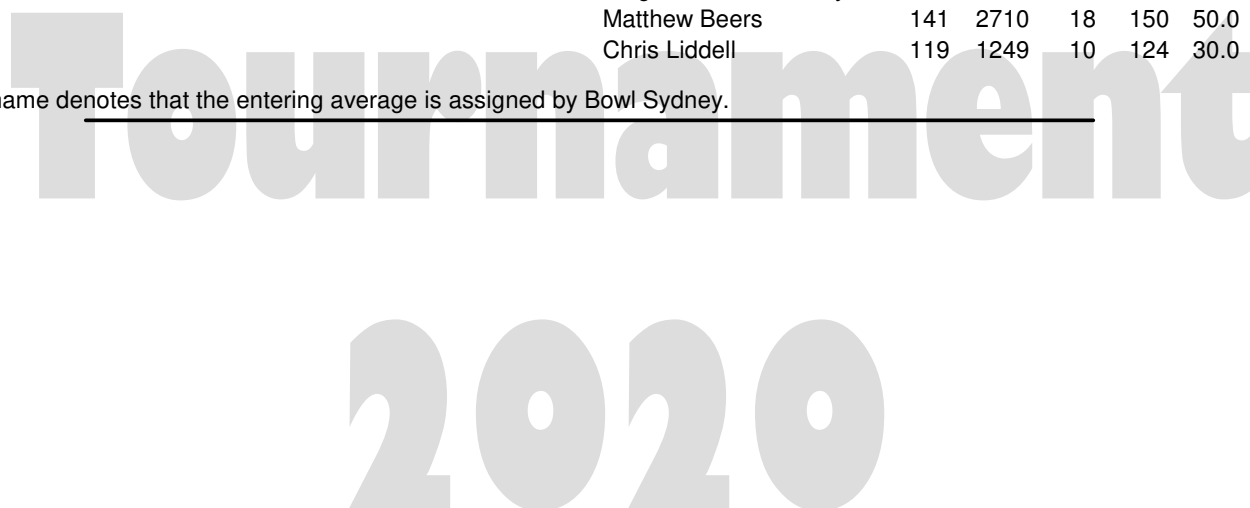 Matthew Beers 141 2710 18 150 50.0
Chris Liddell 119 1249 10 124 30.0
name denotes that the entering average is assigned by Bowl Sydney.
Tournament
2020